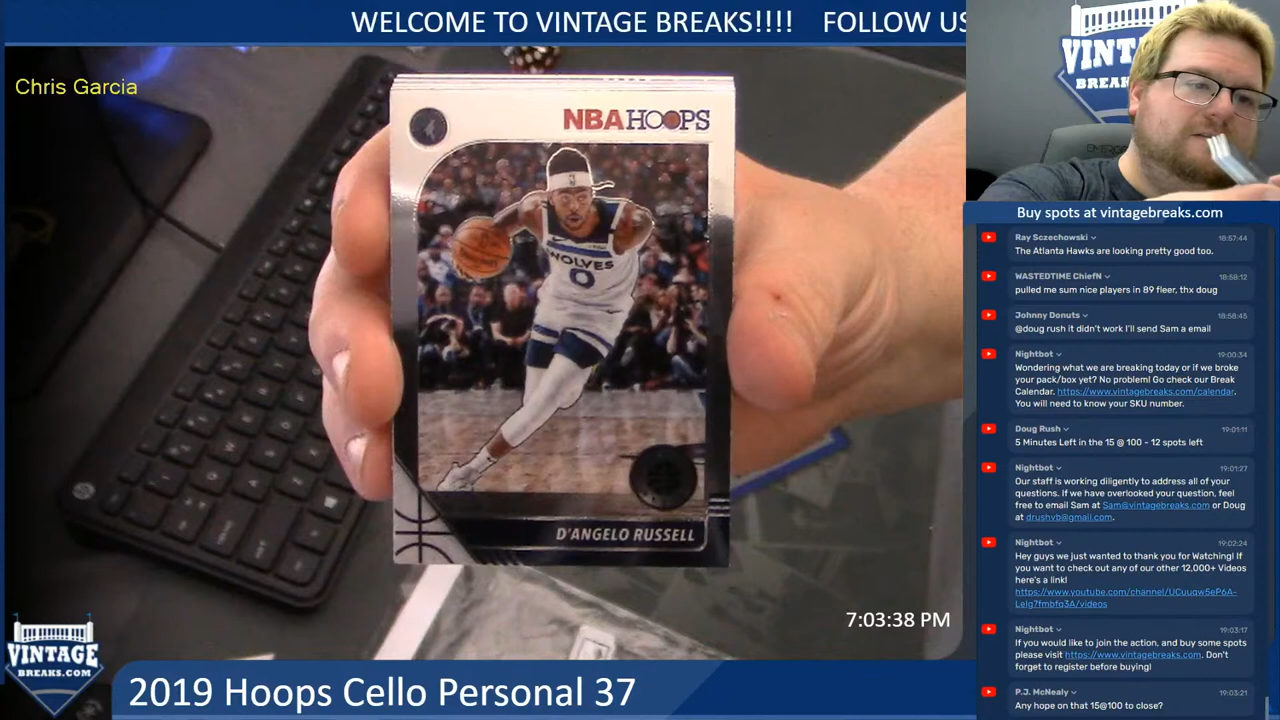 WELCOME TO VINTAGE BREAKS!!!! FOLLOW US
Chris Garcia
NBA HOOPS
WOLVES
0
D'ANGELO RUSSELL
7:03:38 PM
VINTAGE
BREAKS.COM
2019 Hoops Cello Personal 37
VINTA
BREAK
Buy spots at vintagebreaks.com
Ray Sczechowski 18:57:44
The Atlanta Hawks are looking pretty good too.
WASTEDTIME ChiefN 18:58:12
pulled me sum nice players in 89 fleer, thx doug
Johnny Donuts 18:58:45
@doug rush it didn't work I'll send Sam a email
Nightbot 19:00:34
Wondering what we are breaking today or if we broke
your pack/box yet? No problem! Go check our Break
Calendar. https://www.vintagebreaks.com/calendar.
You will need to know your SKU number.
Doug Rush 19:01:11
5 Minutes Left in the 15 @ 100 - 12 spots left
Nightbot 19:01:27
Our staff is working diligently to address all of your
questions. If we have overlooked your question, feel
free to email Sam at Sam@vintagebreaks.com or Doug
at drushvb@gmail.com.
Nightbot 19:02:24
Hey guys we just wanted to thank you for Watching! If
you want to check out any of our other 12,000+ Videos
here's a link!
https://www.youtube.com/channel/UCuuqw5eP6A-
LeIg7fmbfq3A/videos
Nightbot 19:03:17
If you would like to join the action, and buy some spots
please visit https://www.vintagebreaks.com. Don't
forget to register before buying!
P.J. McNealy 19:03:21
Any hope on that 15@100 to close?